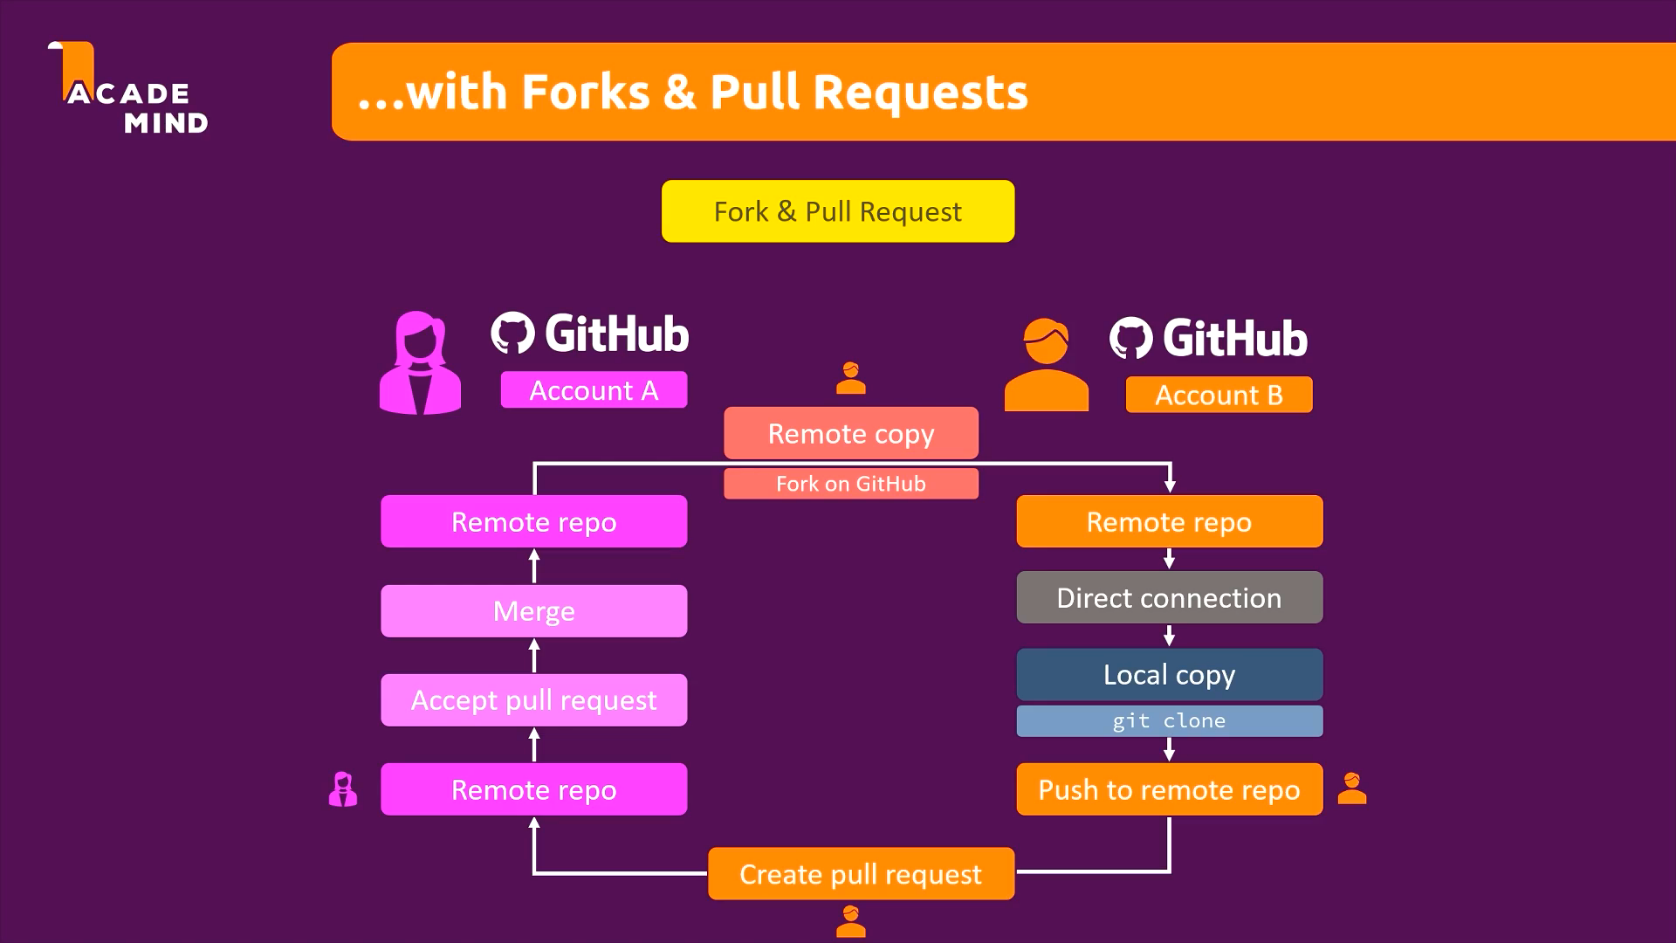 ACADE
MIND
...with Forks & Pull Requests
Fork & Pull Request
GitHub
Account A
GitHub
Account B
Remote copy
Fork on GitHub
Remote repo
Remote repo
Merge
Direct connection
Local copy
git clone
Accept pull request
Remote repo
Push to remote repo
Create pull request